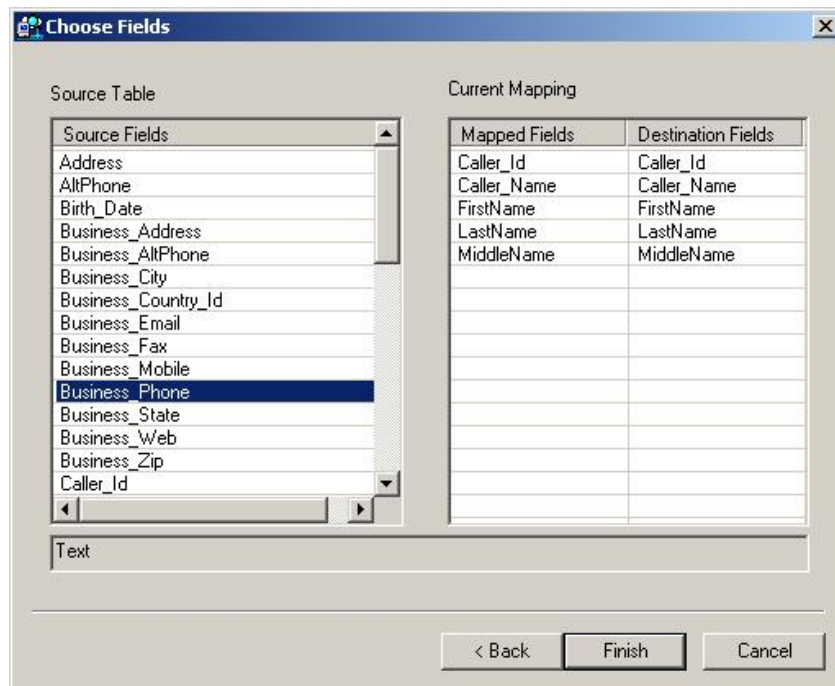 Choose Fields
Source Table
Current Mapping
Source Fields
Address
AltPhone
Birth_Date
Business_Address
Business_AltPhone
Business_City
Business_Country_Id
Business_Email
Business_Fax
Business_Mobile
Business_Phone
Business_State
Business_Web
Business_Zip
Caller_Id
Mapped Fields Destination Fields
Caller_Id Caller_Id
Caller_Name Caller_Name
FirstName FirstName
LastName LastName
MiddleName MiddleName
Text
< Back Finish Cancel